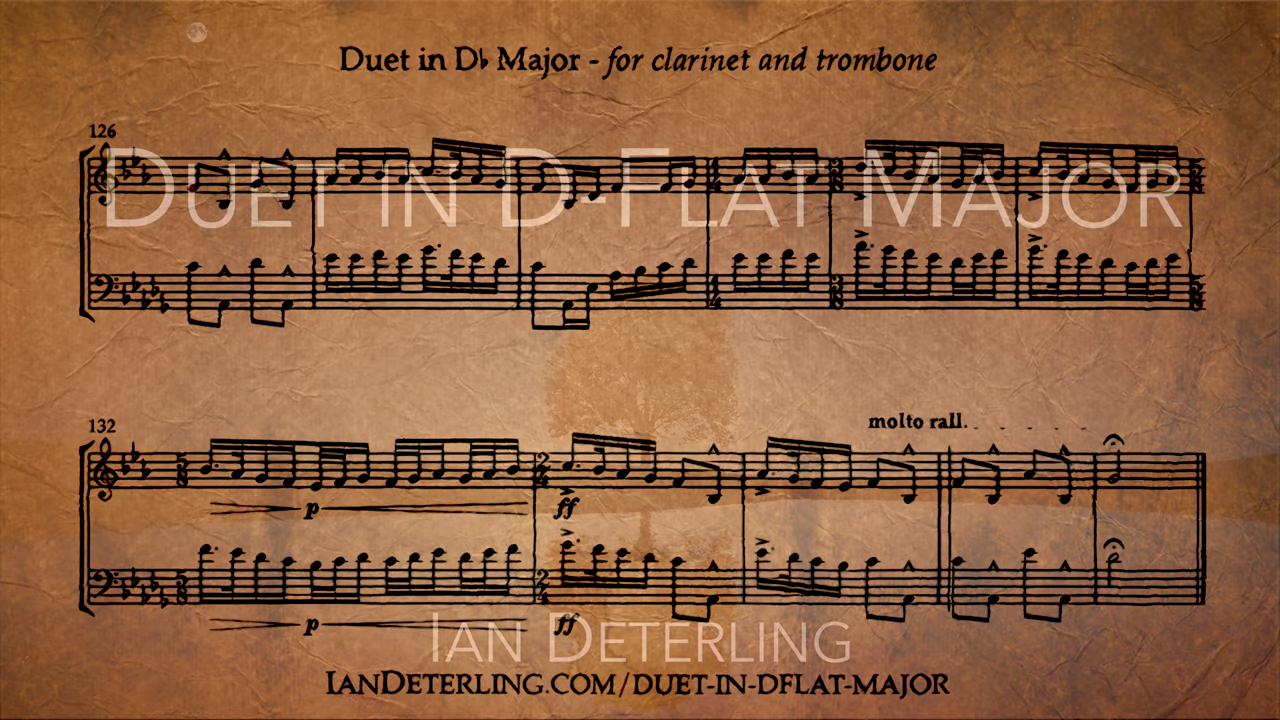 Duet in D♭ Major - for clarinet and trombone
126
Duet in D-Flat Major
132
molto rall.
p
ff
p
ff
Ian Deterling
IanDeterling.com/duet-in-dflat-major